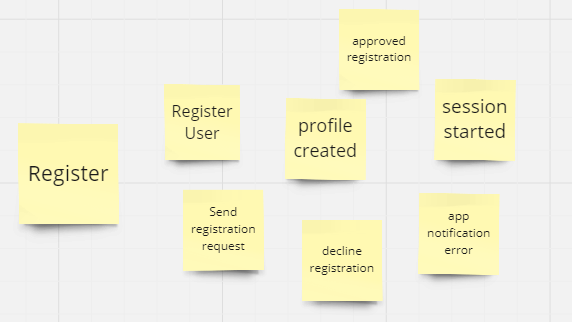 approved
registration
Register
User
profile
created
session
started
Register
Send
registration
request
decline
registration
app
notification
error